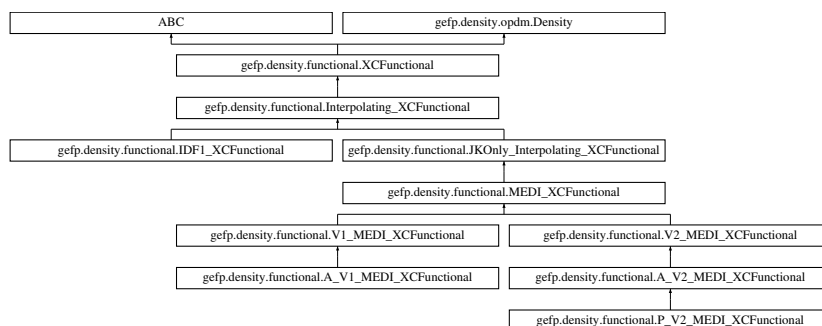 ABC
gefp.density.opdm.Density
gefp.density.functional.XCFunctional
gefp.density.functional.Interpolating_XCFunctional
gefp.density.functional.IDF1_XCFunctional
gefp.density.functional.JKOnly_Interpolating_XCFunctional
gefp.density.functional.MEDI_XCFunctional
gefp.density.functional.V1_MEDI_XCFunctional
gefp.density.functional.V2_MEDI_XCFunctional
gefp.density.functional.A_V1_MEDI_XCFunctional
gefp.density.functional.A_V2_MEDI_XCFunctional
gefp.density.functional.P_V2_MEDI_XCFunctional